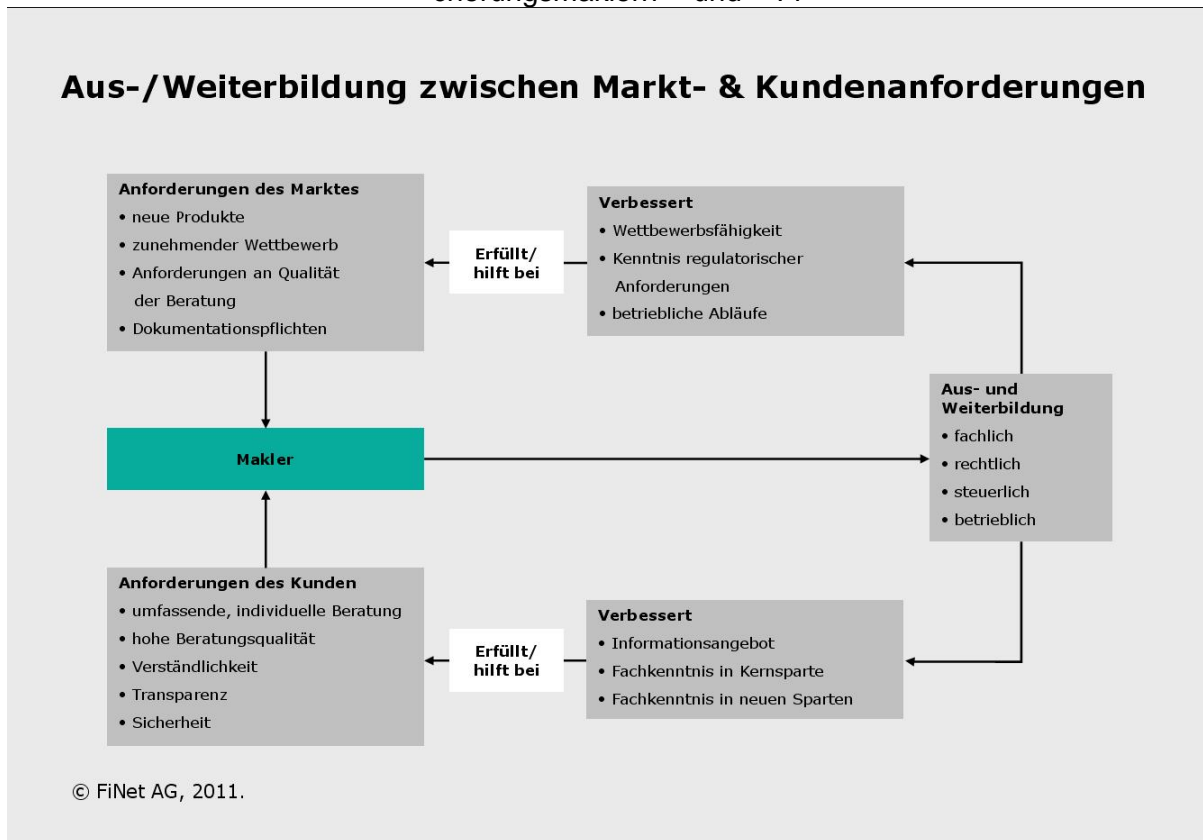 Aus-/Weiterbildung zwischen Markt- & Kundenanforderungen
Anforderungen des Marktes
• neue Produkte
• zunehmender Wettbewerb
• Anforderungen an Qualität
der Beratung
• Dokumentationspflichten
Erfüllt/
hilft bei
Verbessert
• Wettbewerbsfähigkeit
• Kenntnis regulatorischer
Anforderungen
• betriebliche Abläufe
Makler
Aus- und
Weiterbildung
• fachlich
• rechtlich
• steuerlich
• betrieblich
Anforderungen des Kunden
• umfassende, individuelle Beratung
• hohe Beratungsqualität
• Verständlichkeit
• Transparenz
• Sicherheit
Erfüllt/
hilft bei
Verbessert
• Informationsangebot
• Fachkenntnis in Kernsparte
• Fachkenntnis in neuen Sparten
© FiNet AG, 2011.